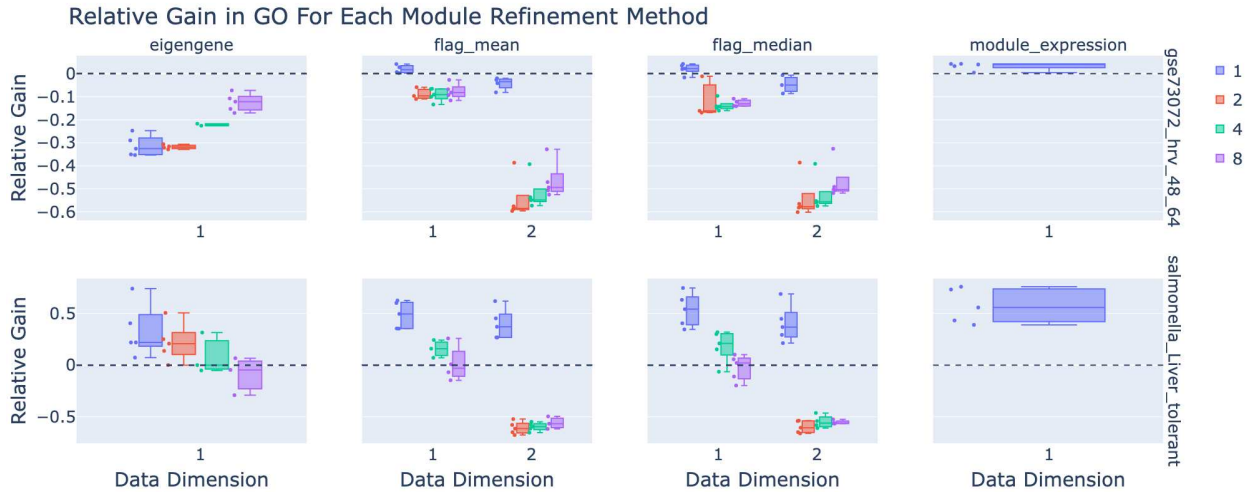 Relative Gain in GO For Each Module Refinement Method
eigengene
flag_mean
flag_median
module_expression
Relative Gain
0
−0.1
−0.2
−0.3
−0.4
−0.5
−0.6
1
1
2
1
2
1
gse73072_hrv_48_64
1
2
4
8
Relative Gain
0.5
0
−0.5
1
1
2
1
2
1
salmonella_Liver_tolerant
Data Dimension
Data Dimension
Data Dimension
Data Dimension